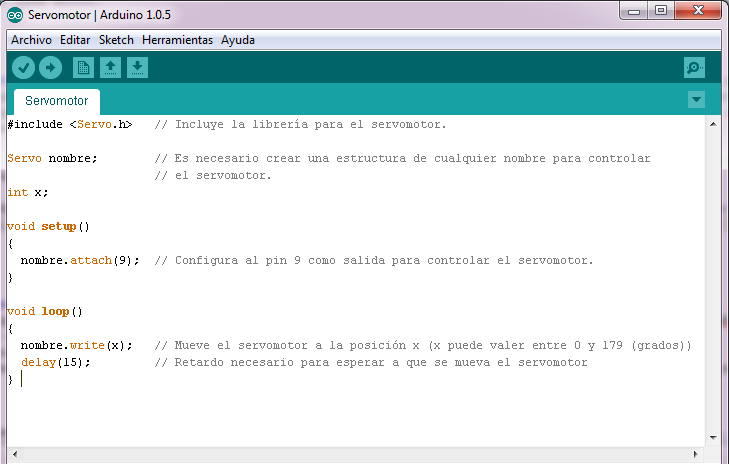 Servomotor | Arduino 1.0.5
Archivo Editar Sketch Herramientas Ayuda
Servomotor
#include <Servo.h>   // Incluye la librería para el servomotor.
Servo nombre;        // Es necesario crear una estructura de cualquier nombre para controlar
                     // el servomotor.
int x;
void setup()
{
  nombre.attach(9);  // Configura al pin 9 como salida para controlar el servomotor.
}
void loop()
{
  nombre.write(x);   // Mueve el servomotor a la posición x (x puede valer entre 0 y 179 (grados))
  delay(15);         // Retardo necesario para esperar a que se mueva el servomotor
}